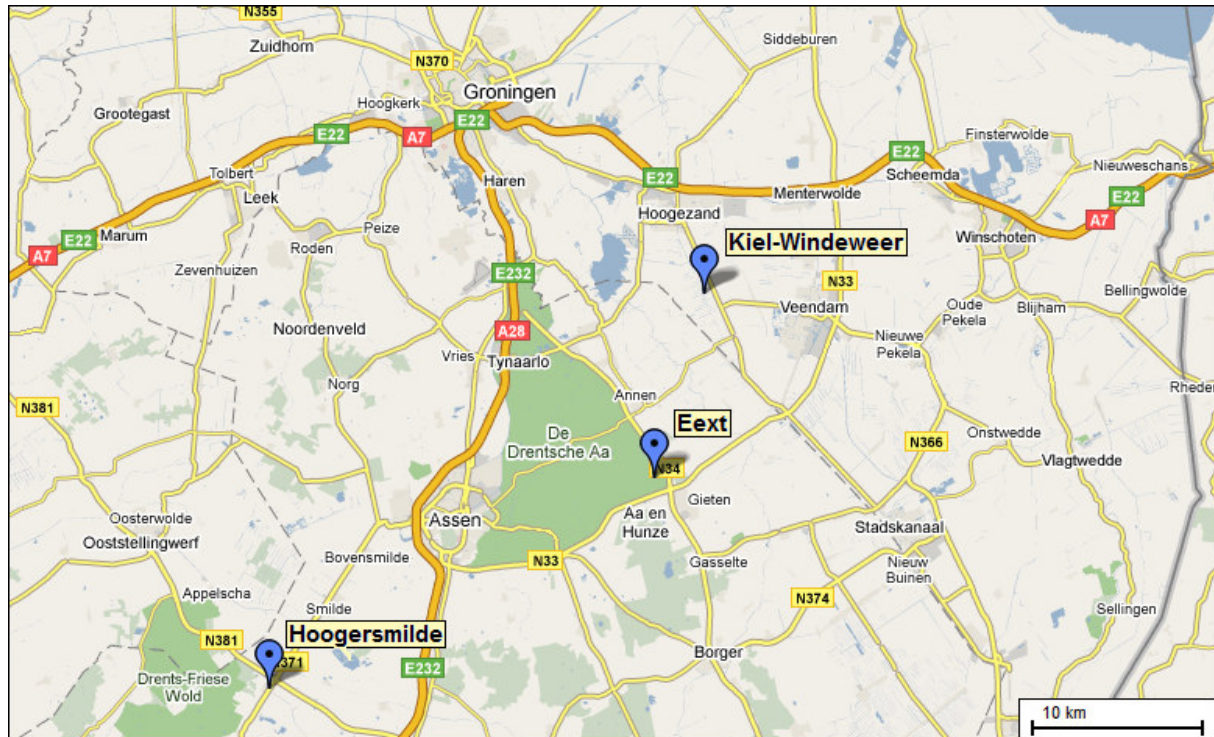 N355
Zuidhorn
Siddeburen
N370
Groningen
Hoogkerk
Grootegast
E22
A7
E22
E22
Finsterwolde
Nieuweschans
Tolbert
Haren
E22
Scheemda
Leek
Menterwolde
E22
A7
Marum
Peize
Hoogezand
E22
A7
Roden
Kiel-Windeweer
Winschoten
Zevenhuizen
E232
N33
Bellingwolde
Noordenveld
A28
Veendam
Oude
Pekela
Blijham
Vries
Tynaarlo
Nieuwe
Pekela
Norg
Annen
Rheder
N381
Eext
De
Drentsche Aa
N366
Onstwedde
Vlagtwedde
N34
Gieten
Oosterwolde
Assen
Aa en
Hunze
Stadskanaal
Ooststellingwerf
Bovensmilde
N33
Gasselte
Nieuw
Buinen
Appelscha
Smilde
N374
Sellingen
N381
Hoogersmilde
N371
E232
Borger
Drents-Friese
Wold
10 km